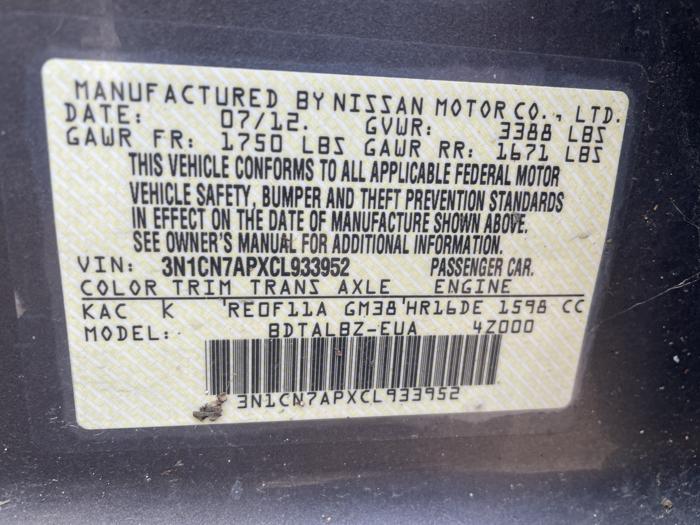 MANUFACTURED BY NISSAN MOTOR CO., LTD.
DATE: 07/12. GVWR: 3388 LBS
GAWR FR: 1750 LBS GAWR RR: 1671 LBS
THIS VEHICLE CONFORMS TO ALL APPLICABLE FEDERAL MOTOR
VEHICLE SAFETY, BUMPER AND THEFT PREVENTION STANDARDS
IN EFFECT ON THE DATE OF MANUFACTURE SHOWN ABOVE.
SEE OWNER'S MANUAL FOR ADDITIONAL INFORMATION.
VIN: 3N1CN7APXCL933952 PASSENGER CAR.
COLOR TRIM TRANS AXLE ENGINE
KAC K RE0F11A GM38 HR16DE 1598 CC
MODEL: BDTALBZ-EUA 4Z000
3N1CN7APXCL933952